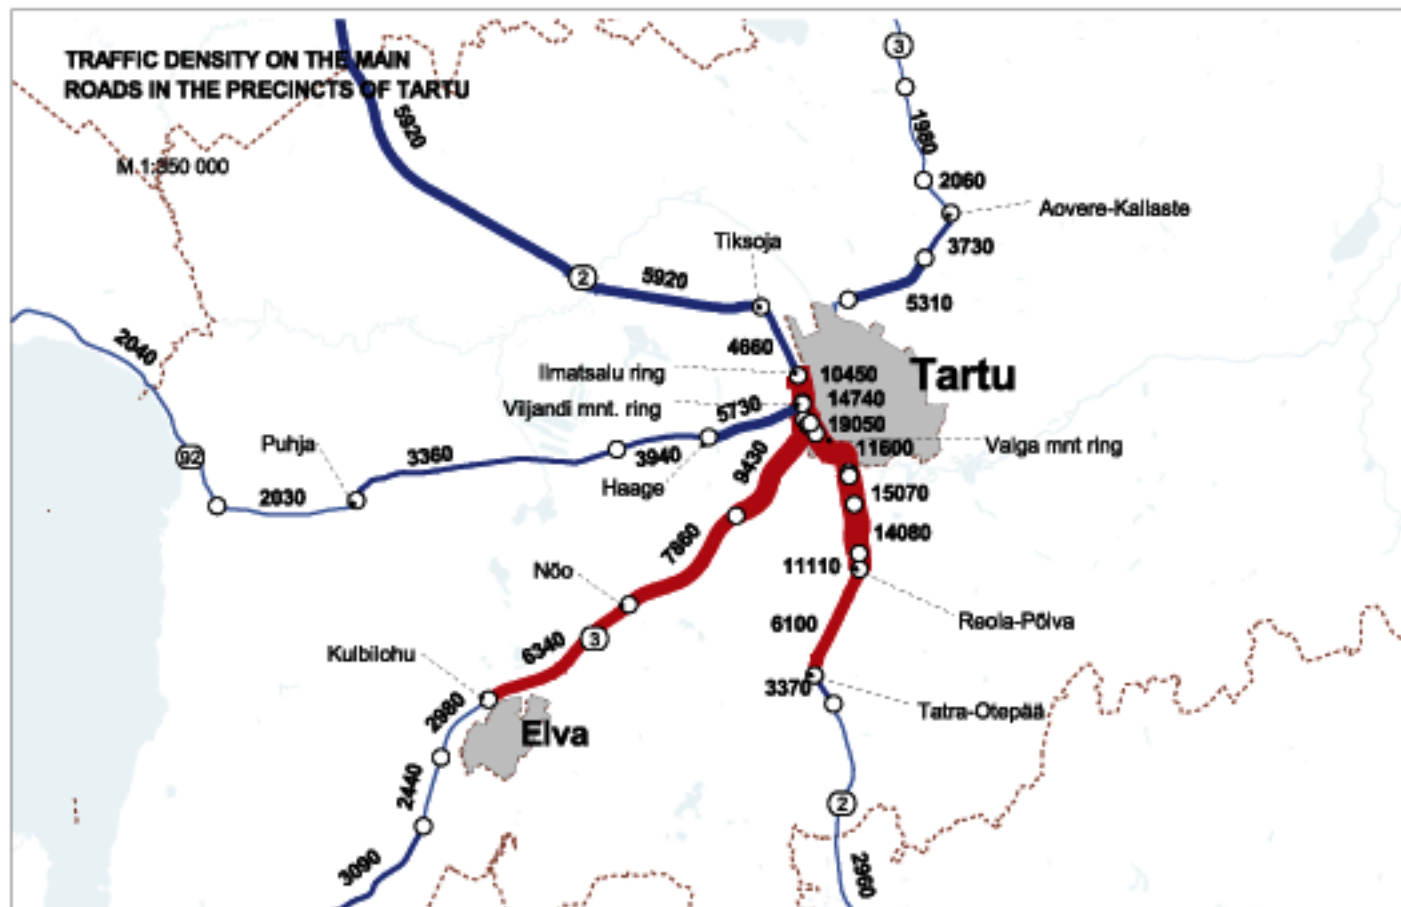 TRAFFIC DENSITY ON THE MAIN
ROADS IN THE PRECINCTS OF TARTU
M 1:350 000
3
5920
1980
2060
Aovere-Kallaste
Tiksoja
3730
2
5920
5310
2040
4660
Ilmatsalu ring
10450
Tartu
Viljandi mnt. ring
5730
14740
19050
Puhja
3360
3940
9430
11600
Valga mnt ring
92
2030
Haage
15070
7860
14080
Nõo
11110
6340
3
6100
Reola-Põlva
Kulbilohu
3370
2980
Elva
Tatra-Otepää
2440
2
3090
2960